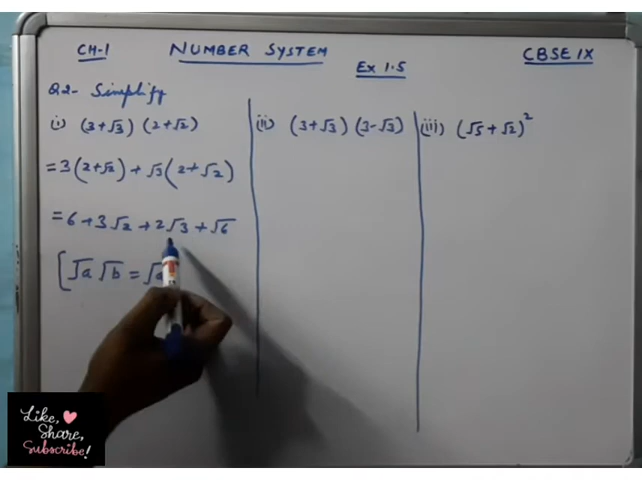 CH-1 NUMBER SYSTEM CBSE IX
Ex 1.5
Q2- Simplify
i) (3+√3) (2+√2)
= 3(2+√2) + √3(2+√2)
= 6 + 3√2 + 2√3 + √6
[√a √b = √a
(ii) (3+√3) (3-√3)
(iii) (√5 + √2)²
Like,
Share,
Subscribe!